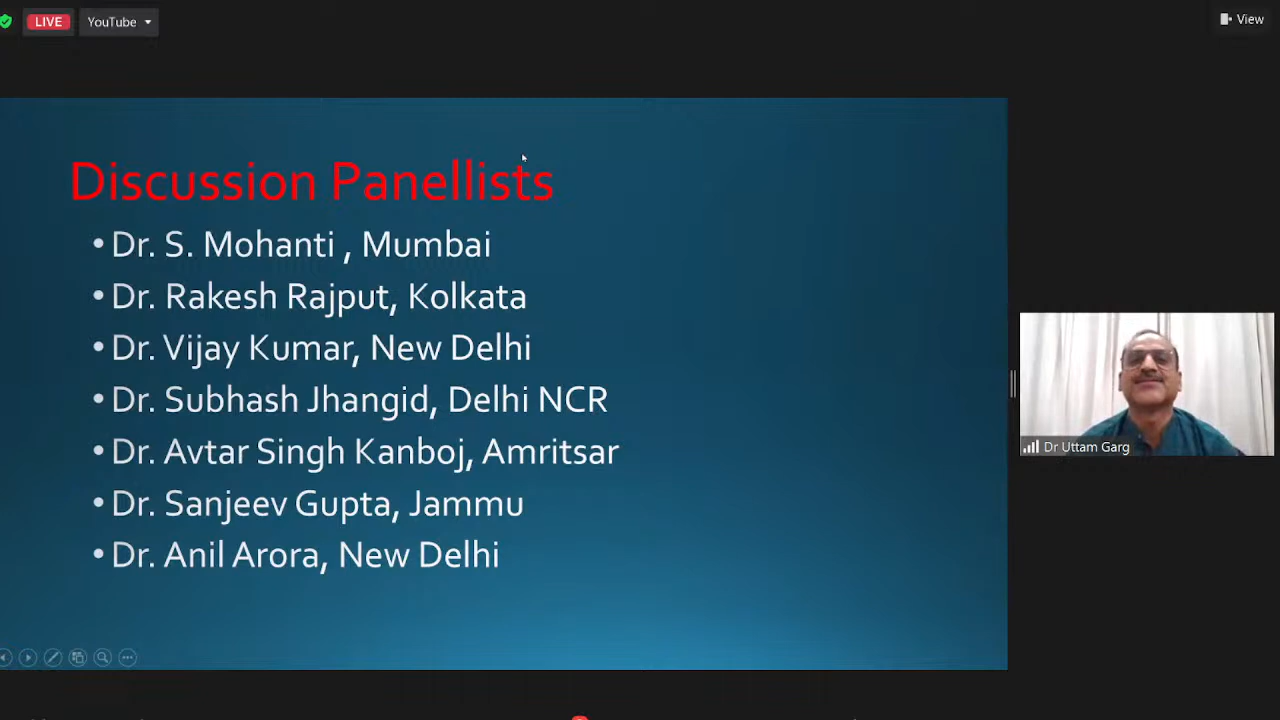 LIVE YouTube
View
Discussion Panellists
• Dr. S. Mohanti , Mumbai
• Dr. Rakesh Rajput, Kolkata
• Dr. Vijay Kumar, New Delhi
• Dr. Subhash Jhangid, Delhi NCR
• Dr. Avtar Singh Kanboj, Amritsar
• Dr. Sanjeev Gupta, Jammu
• Dr. Anil Arora, New Delhi
Dr Uttam Garg